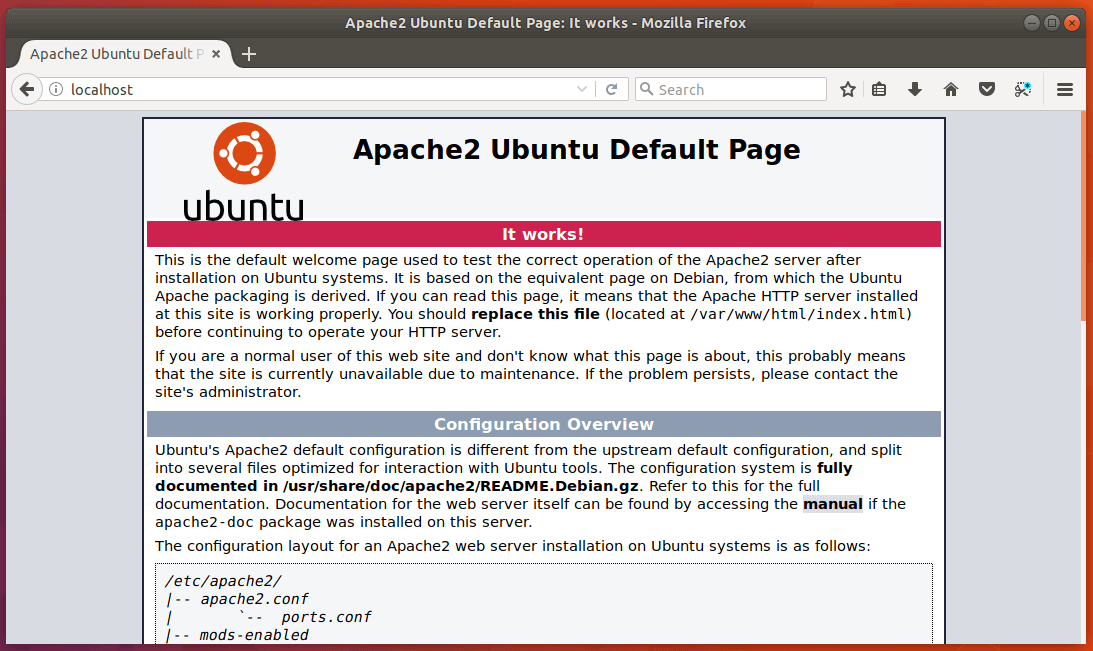 Apache2 Ubuntu Default Page: It works - Mozilla Firefox
Apache2 Ubuntu Default P
localhost
Search
ubuntu
Apache2 Ubuntu Default Page
It works!
This is the default welcome page used to test the correct operation of the Apache2 server after
installation on Ubuntu systems. It is based on the equivalent page on Debian, from which the Ubuntu
Apache packaging is derived. If you can read this page, it means that the Apache HTTP server installed
at this site is working properly. You should replace this file (located at /var/www/html/index.html)
before continuing to operate your HTTP server.
If you are a normal user of this web site and don't know what this page is about, this probably means
that the site is currently unavailable due to maintenance. If the problem persists, please contact the
site's administrator.
Configuration Overview
Ubuntu's Apache2 default configuration is different from the upstream default configuration, and split
into several files optimized for interaction with Ubuntu tools. The configuration system is fully
documented in /usr/share/doc/apache2/README.Debian.gz. Refer to this for the full
documentation. Documentation for the web server itself can be found by accessing the manual if the
apache2-doc package was installed on this server.
The configuration layout for an Apache2 web server installation on Ubuntu systems is as follows:
/etc/apache2/
|-- apache2.conf
|       `--  ports.conf
|-- mods-enabled